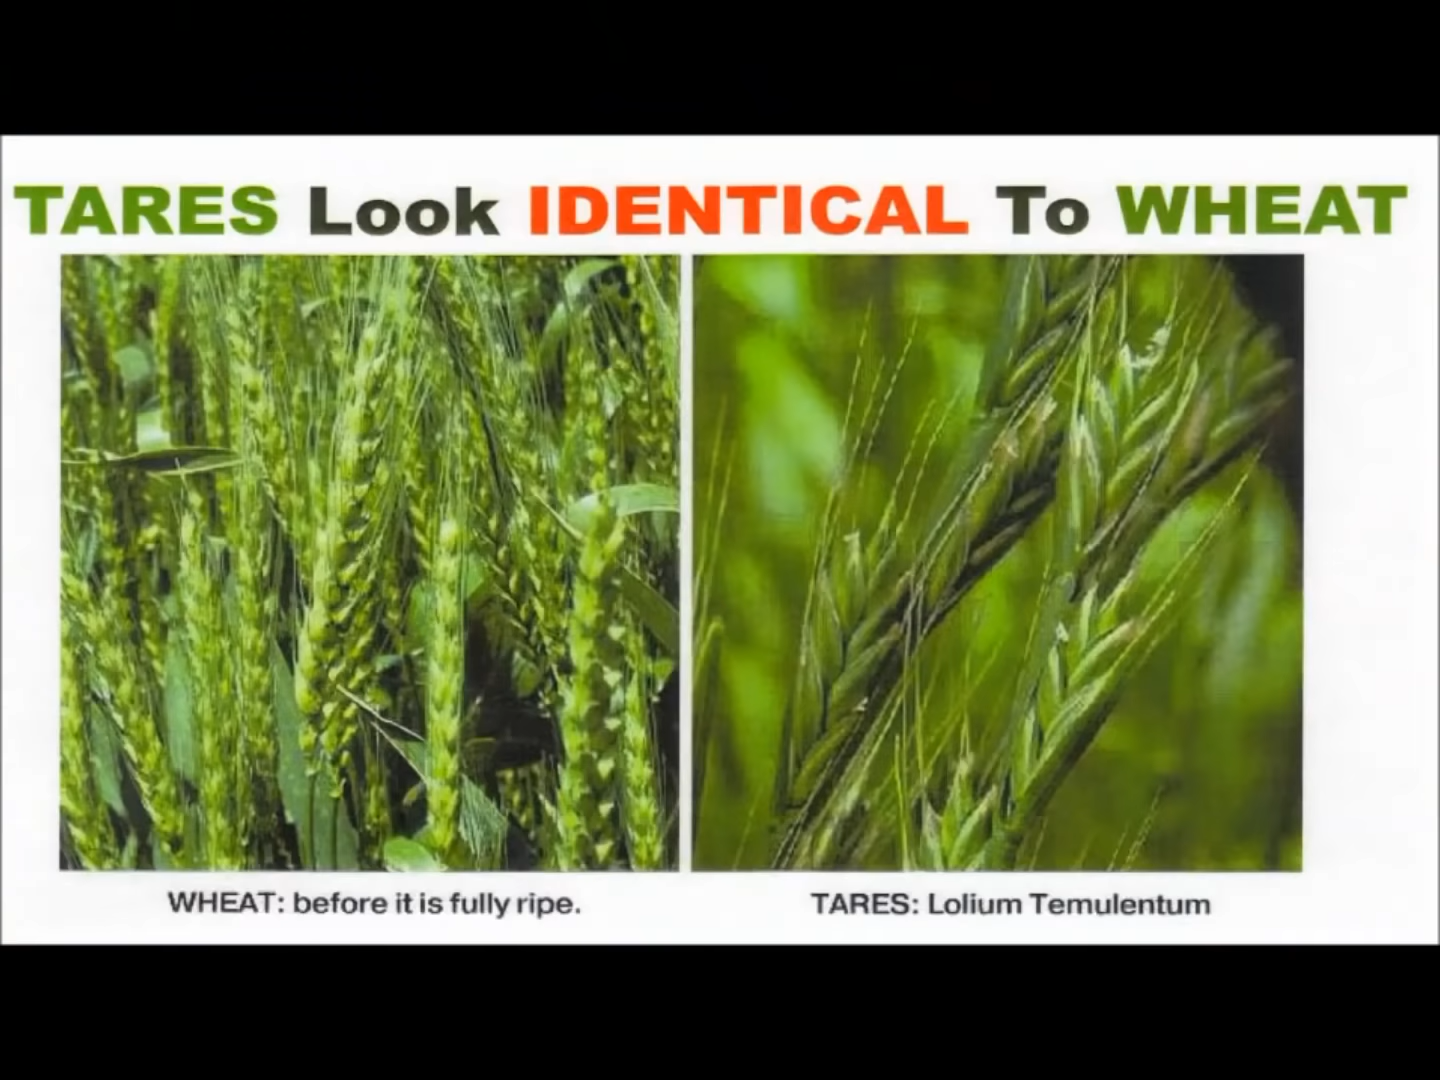 TARES Look IDENTICAL To WHEAT
WHEAT: before it is fully ripe.
TARES: Lolium Temulentum